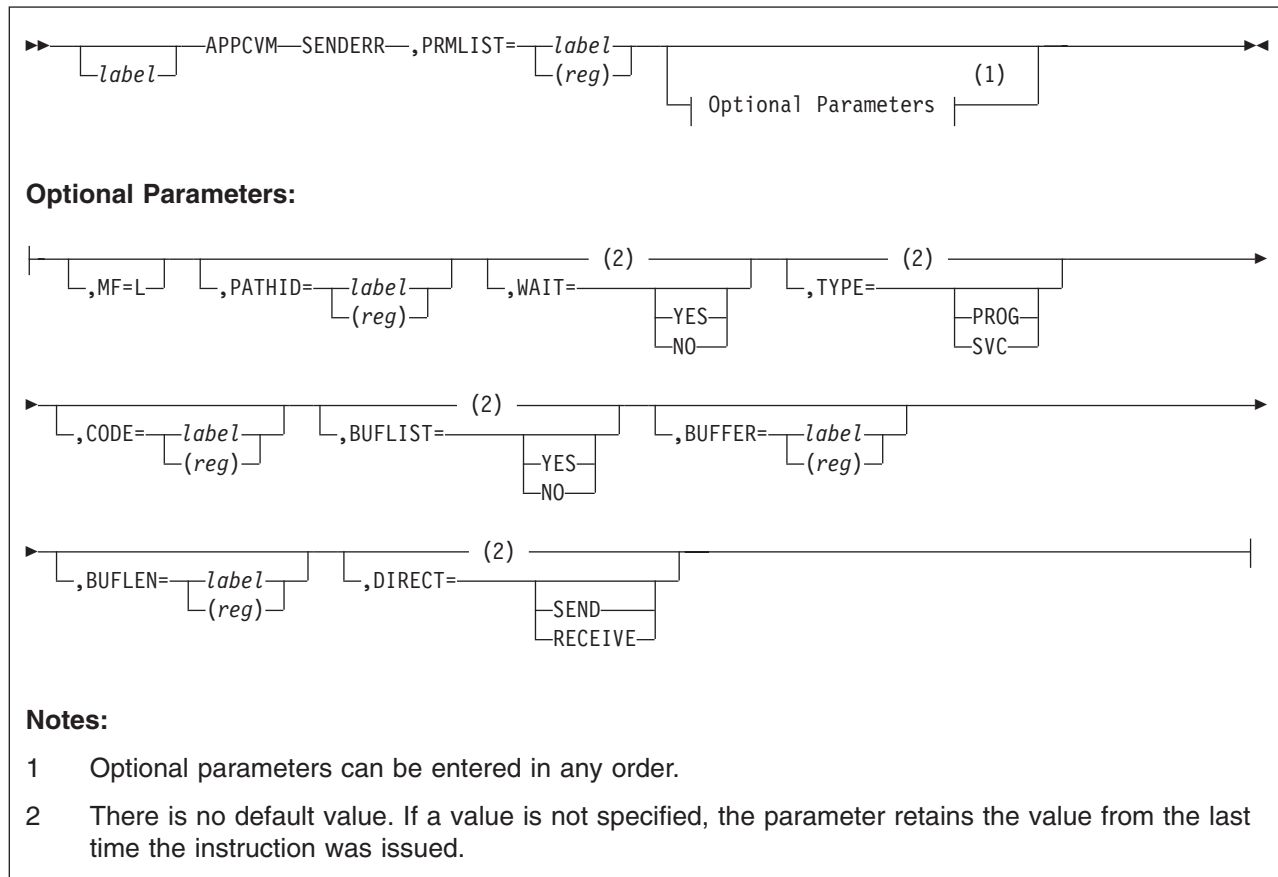 APPCVM SENDERR ,PRMLIST= label
label (reg) (1)
Optional Parameters
Optional Parameters:
(2) (2)
,MF=L ,PATHID= label ,WAIT= ,TYPE=
(reg) YES PROG
NO SVC
(2)
,CODE= label ,BUFLIST= ,BUFFER= label
(reg) YES (reg)
NO
(2)
,BUFLEN= label ,DIRECT=
(reg) SEND
RECEIVE
Notes:
1 Optional parameters can be entered in any order.
2 There is no default value. If a value is not specified, the parameter retains the value from the last
time the instruction was issued.